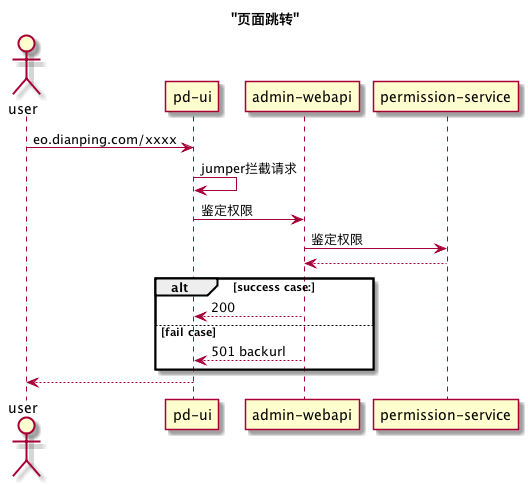 "页面跳转"
user
pd-ui
admin-webapi
permission-service
eo.dianping.com/xxxx
jumper拦截请求
鉴定权限
鉴定权限
alt
[success case:]
200
[fail case]
501 backurl
user
pd-ui
admin-webapi
permission-service